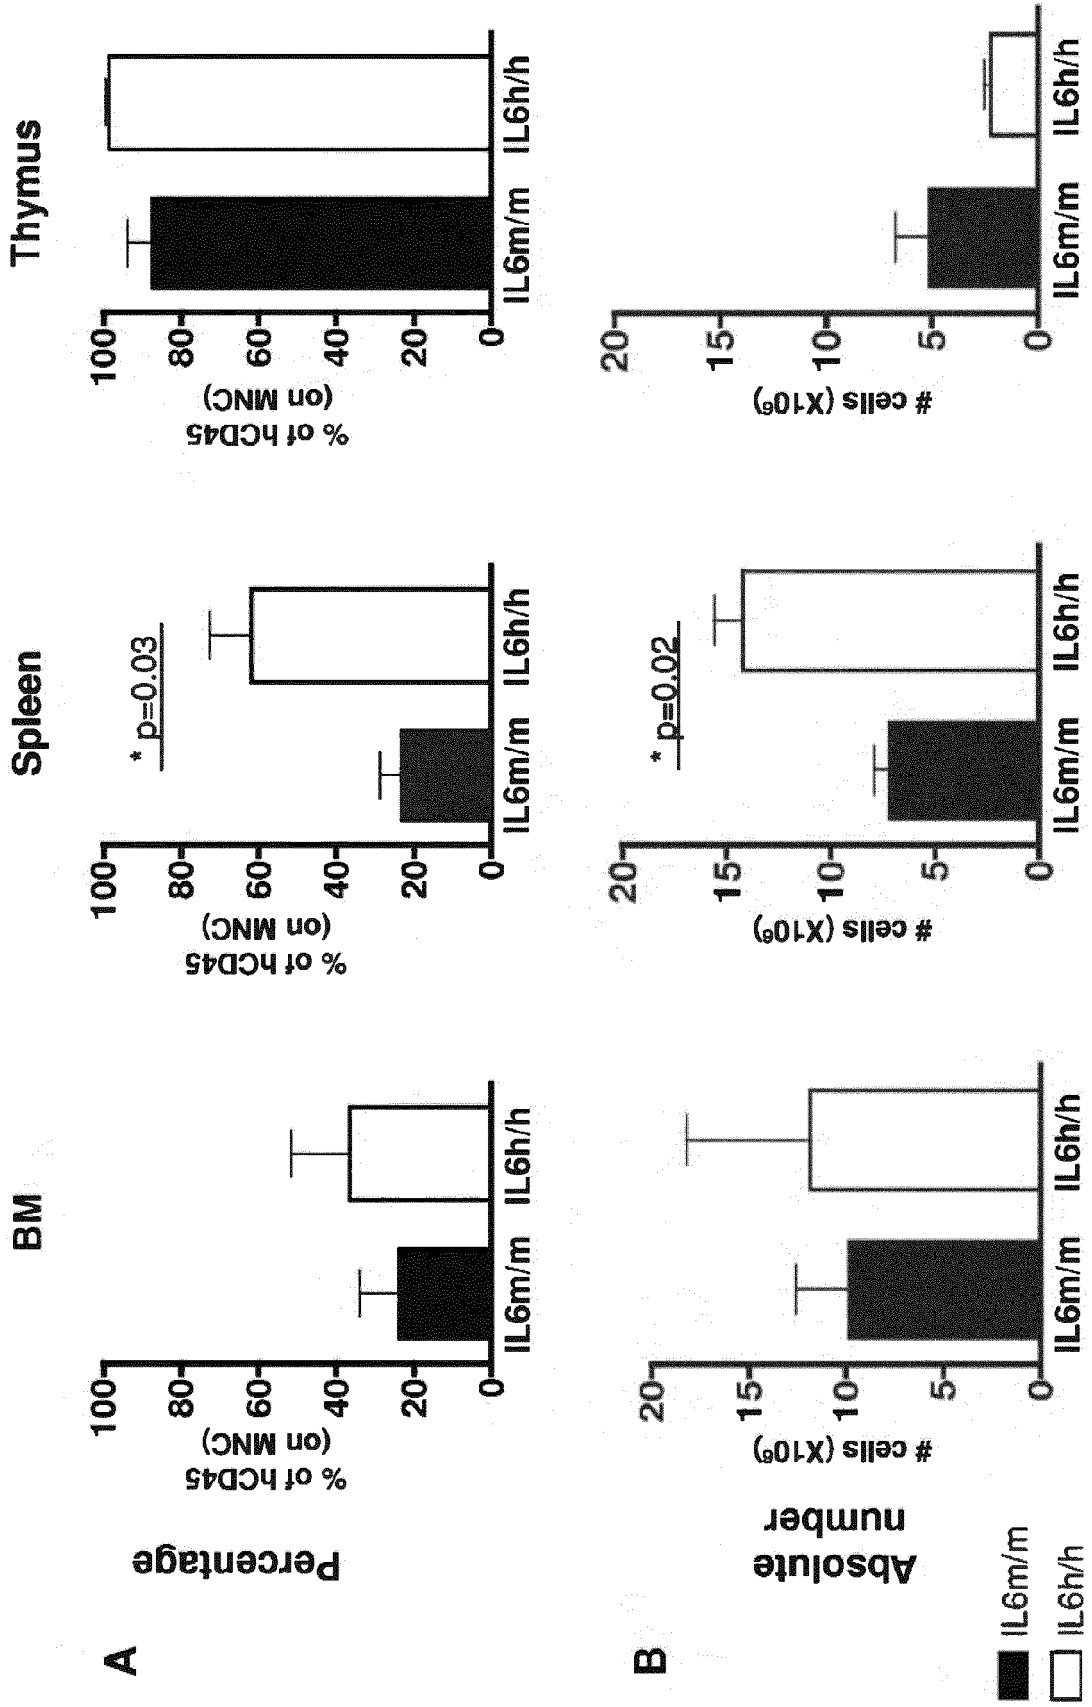 BM
Spleen
Thymus
A
Percentage
% of hCD45
(on MNC)
100
80
60
40
20
0
IL6m/m
IL6h/h
% of hCD45
(on MNC)
100
80
60
40
20
0
* p=0.03
IL6m/m
IL6h/h
% of hCD45
(on MNC)
100
80
60
40
20
0
IL6m/m
IL6h/h
B
Absolute
number
# cells (X10⁶)
20
15
10
5
0
IL6m/m
IL6h/h
# cells (X10⁶)
20
15
10
5
0
* p=0.02
IL6m/m
IL6h/h
# cells (X10⁶)
20
15
10
5
0
IL6m/m
IL6h/h
IL6m/m
IL6h/h